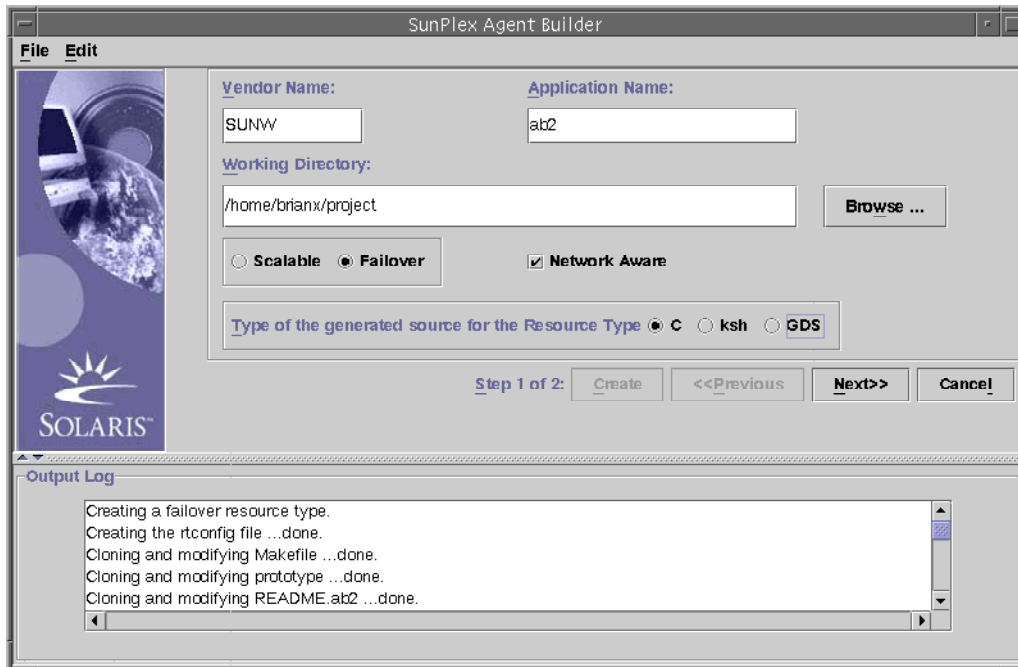 SunPlex Agent Builder
File Edit
Vendor Name: Application Name:
SUNW ab2
Working Directory:
/home/brianx/project Browse ...
Scalable Failover Network Aware
Type of the generated source for the Resource Type C ksh GDS
Step 1 of 2: Create <<Previous Next>> Cancel
SOLARIS™
Output Log
Creating a failover resource type.
Creating the rtconfig file ...done.
Cloning and modifying Makefile ...done.
Cloning and modifying prototype ...done.
Cloning and modifying README.ab2 ...done.